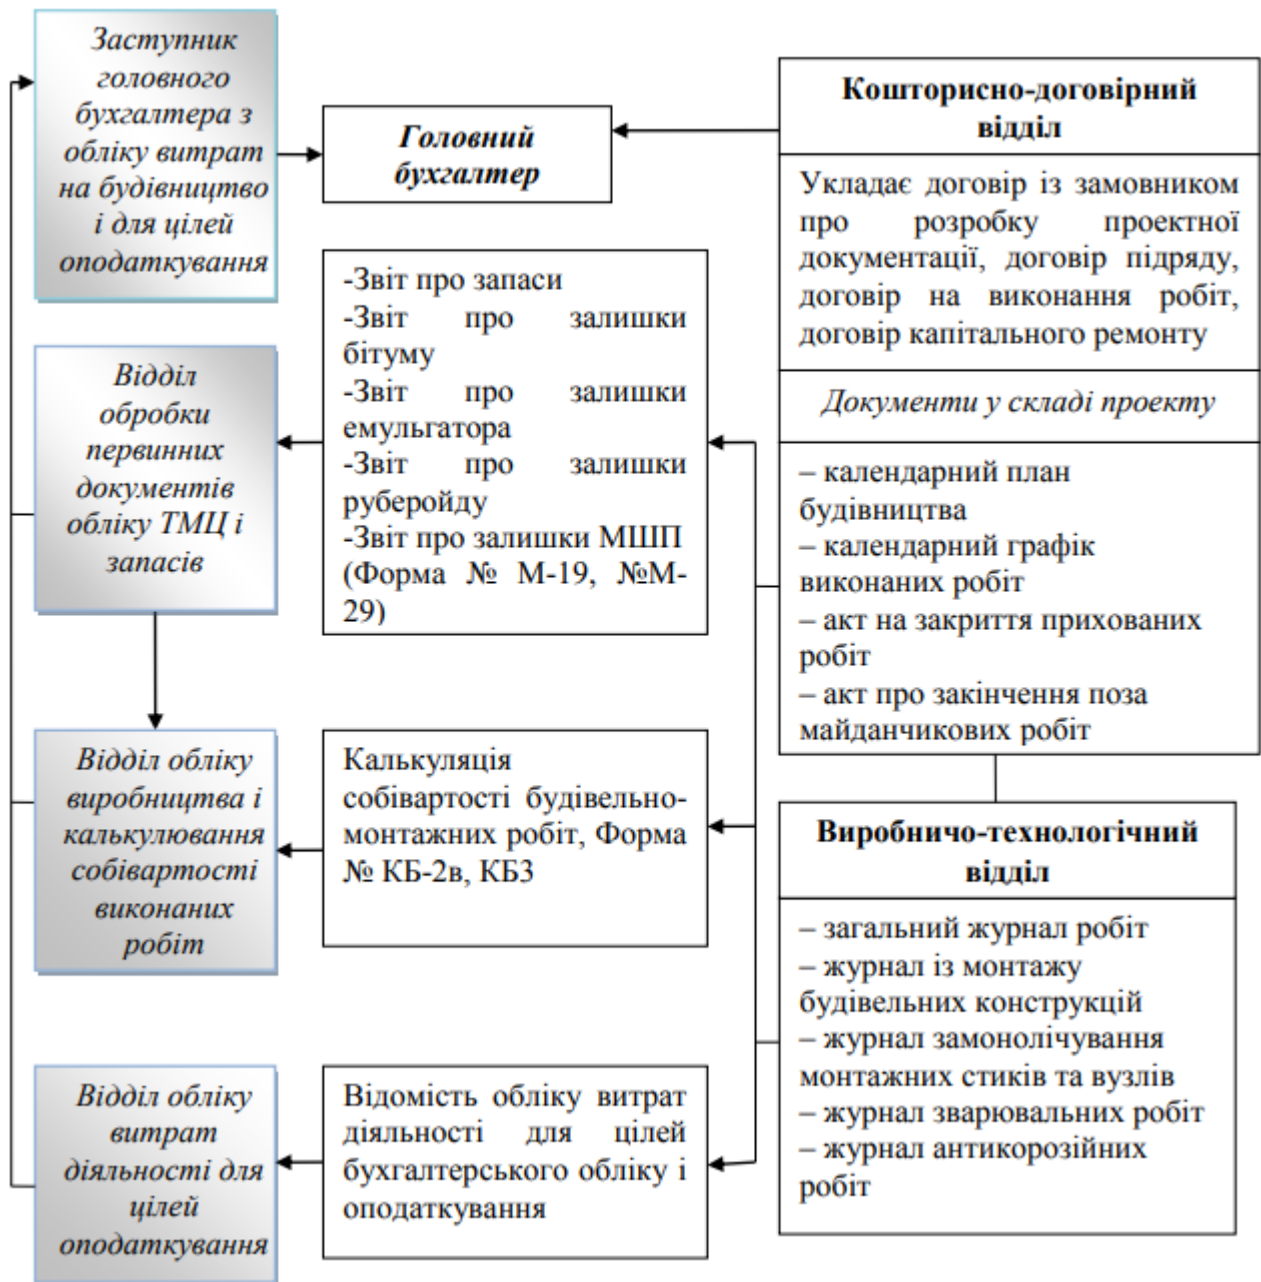 Заступник
головного
бухгалтера з
обліку витрат
на будівництво
і для цілей
оподаткування
Головний
бухгалтер
Кошторисно-договірний
відділ
Укладає договір із замовником
про розробку проектної
документації, договір підряду,
договір на виконання робіт,
договір капітального ремонту
Документи у складі проекту
– календарний план
будівництва
– календарний графік
виконаних робіт
– акт на закриття прихованих
робіт
– акт про закінчення поза
майданчикових робіт
Відділ
обробки
первинних
документів
обліку ТМЦ і
запасів
-Звіт про запаси
-Звіт про залишки
бітуму
-Звіт про залишки
емульгатора
-Звіт про залишки
руберойду
-Звіт про залишки МШП
(Форма № М-19, №М-
29)
Відділ обліку
виробництва і
калькулювання
собівартості
виконаних
робіт
Калькуляція
собівартості будівельно-
монтажних робіт, Форма
№ КБ-2в, КБ3
Виробничо-технологічний
відділ
– загальний журнал робіт
– журнал із монтажу
будівельних конструкцій
– журнал замонолічування
монтажних стиків та вузлів
– журнал зварювальних робіт
– журнал антикорозійних
робіт
Відділ обліку
витрат
діяльності для
цілей
оподаткування
Відомість обліку витрат
діяльності для цілей
бухгалтерського обліку і
оподаткування